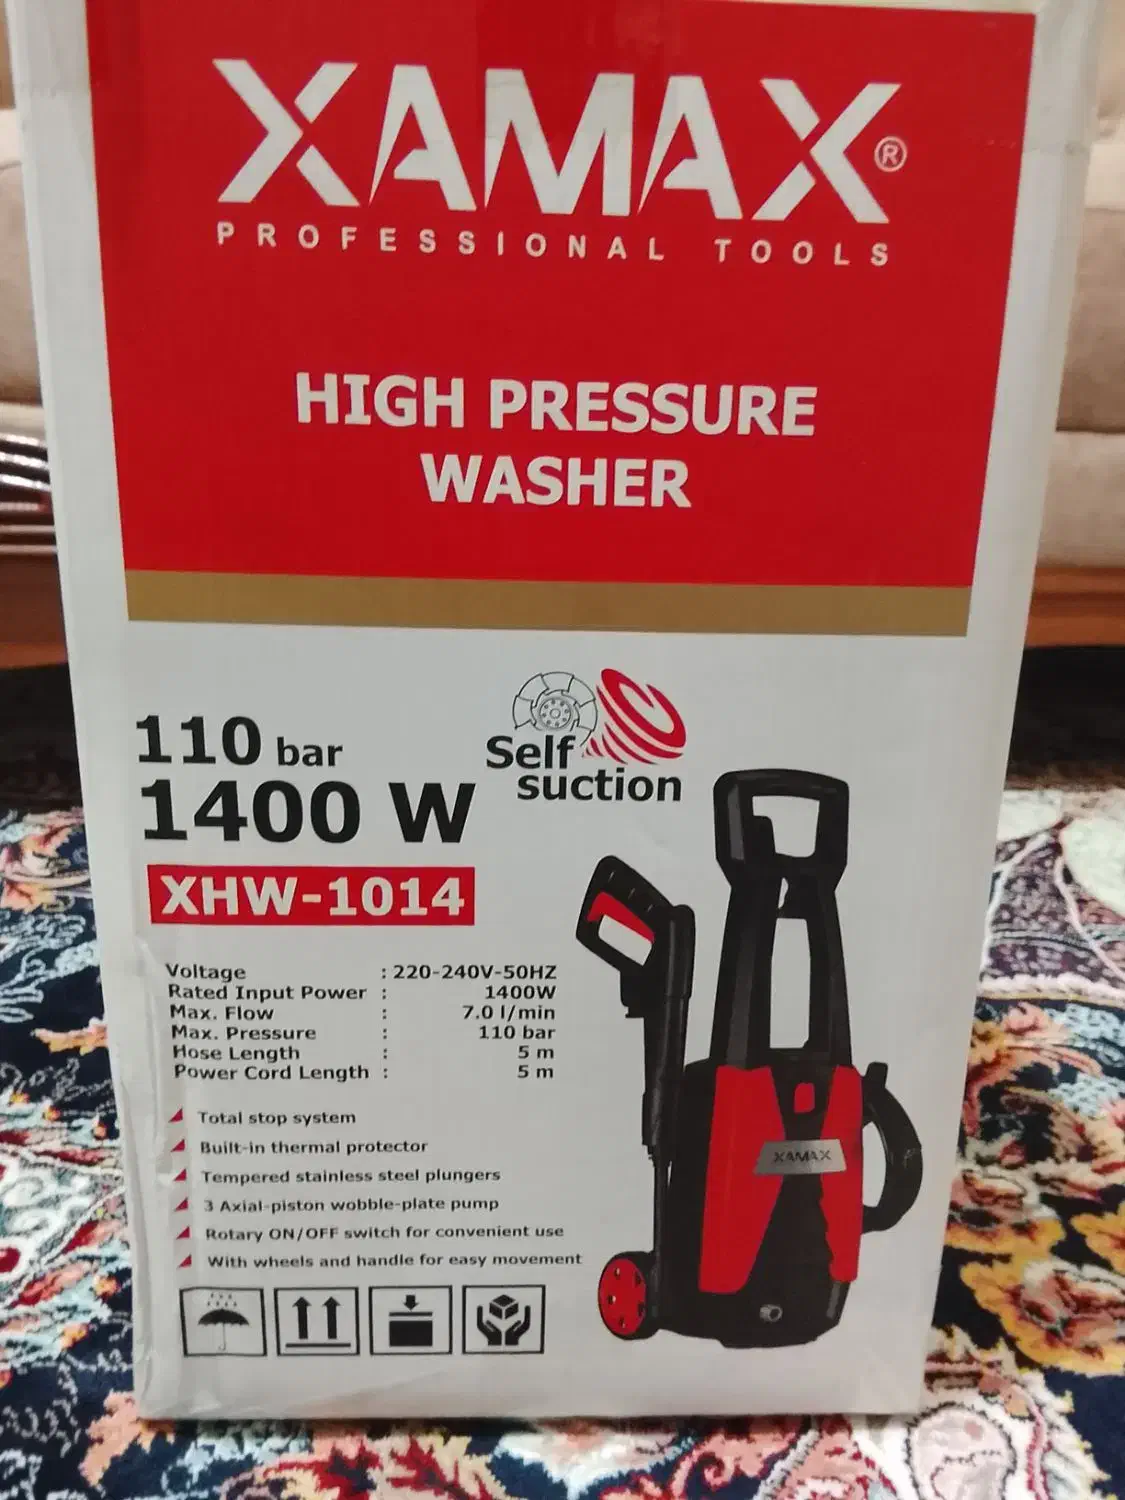 XAMAX®
PROFESSIONAL TOOLS
HIGH PRESSURE
WASHER
110 bar
1400 W
Self
suction
XHW-1014
Voltage : 220-240V-50HZ
Rated Input Power : 1400W
Max. Flow : 7.0 l/min
Max. Pressure : 110 bar
Hose Length : 5 m
Power Cord Length : 5 m
Total stop system
Built-in thermal protector
Tempered stainless steel plungers
3 Axial-piston wobble-plate pump
Rotary ON/OFF switch for convenient use
With wheels and handle for easy movement
XAMAX